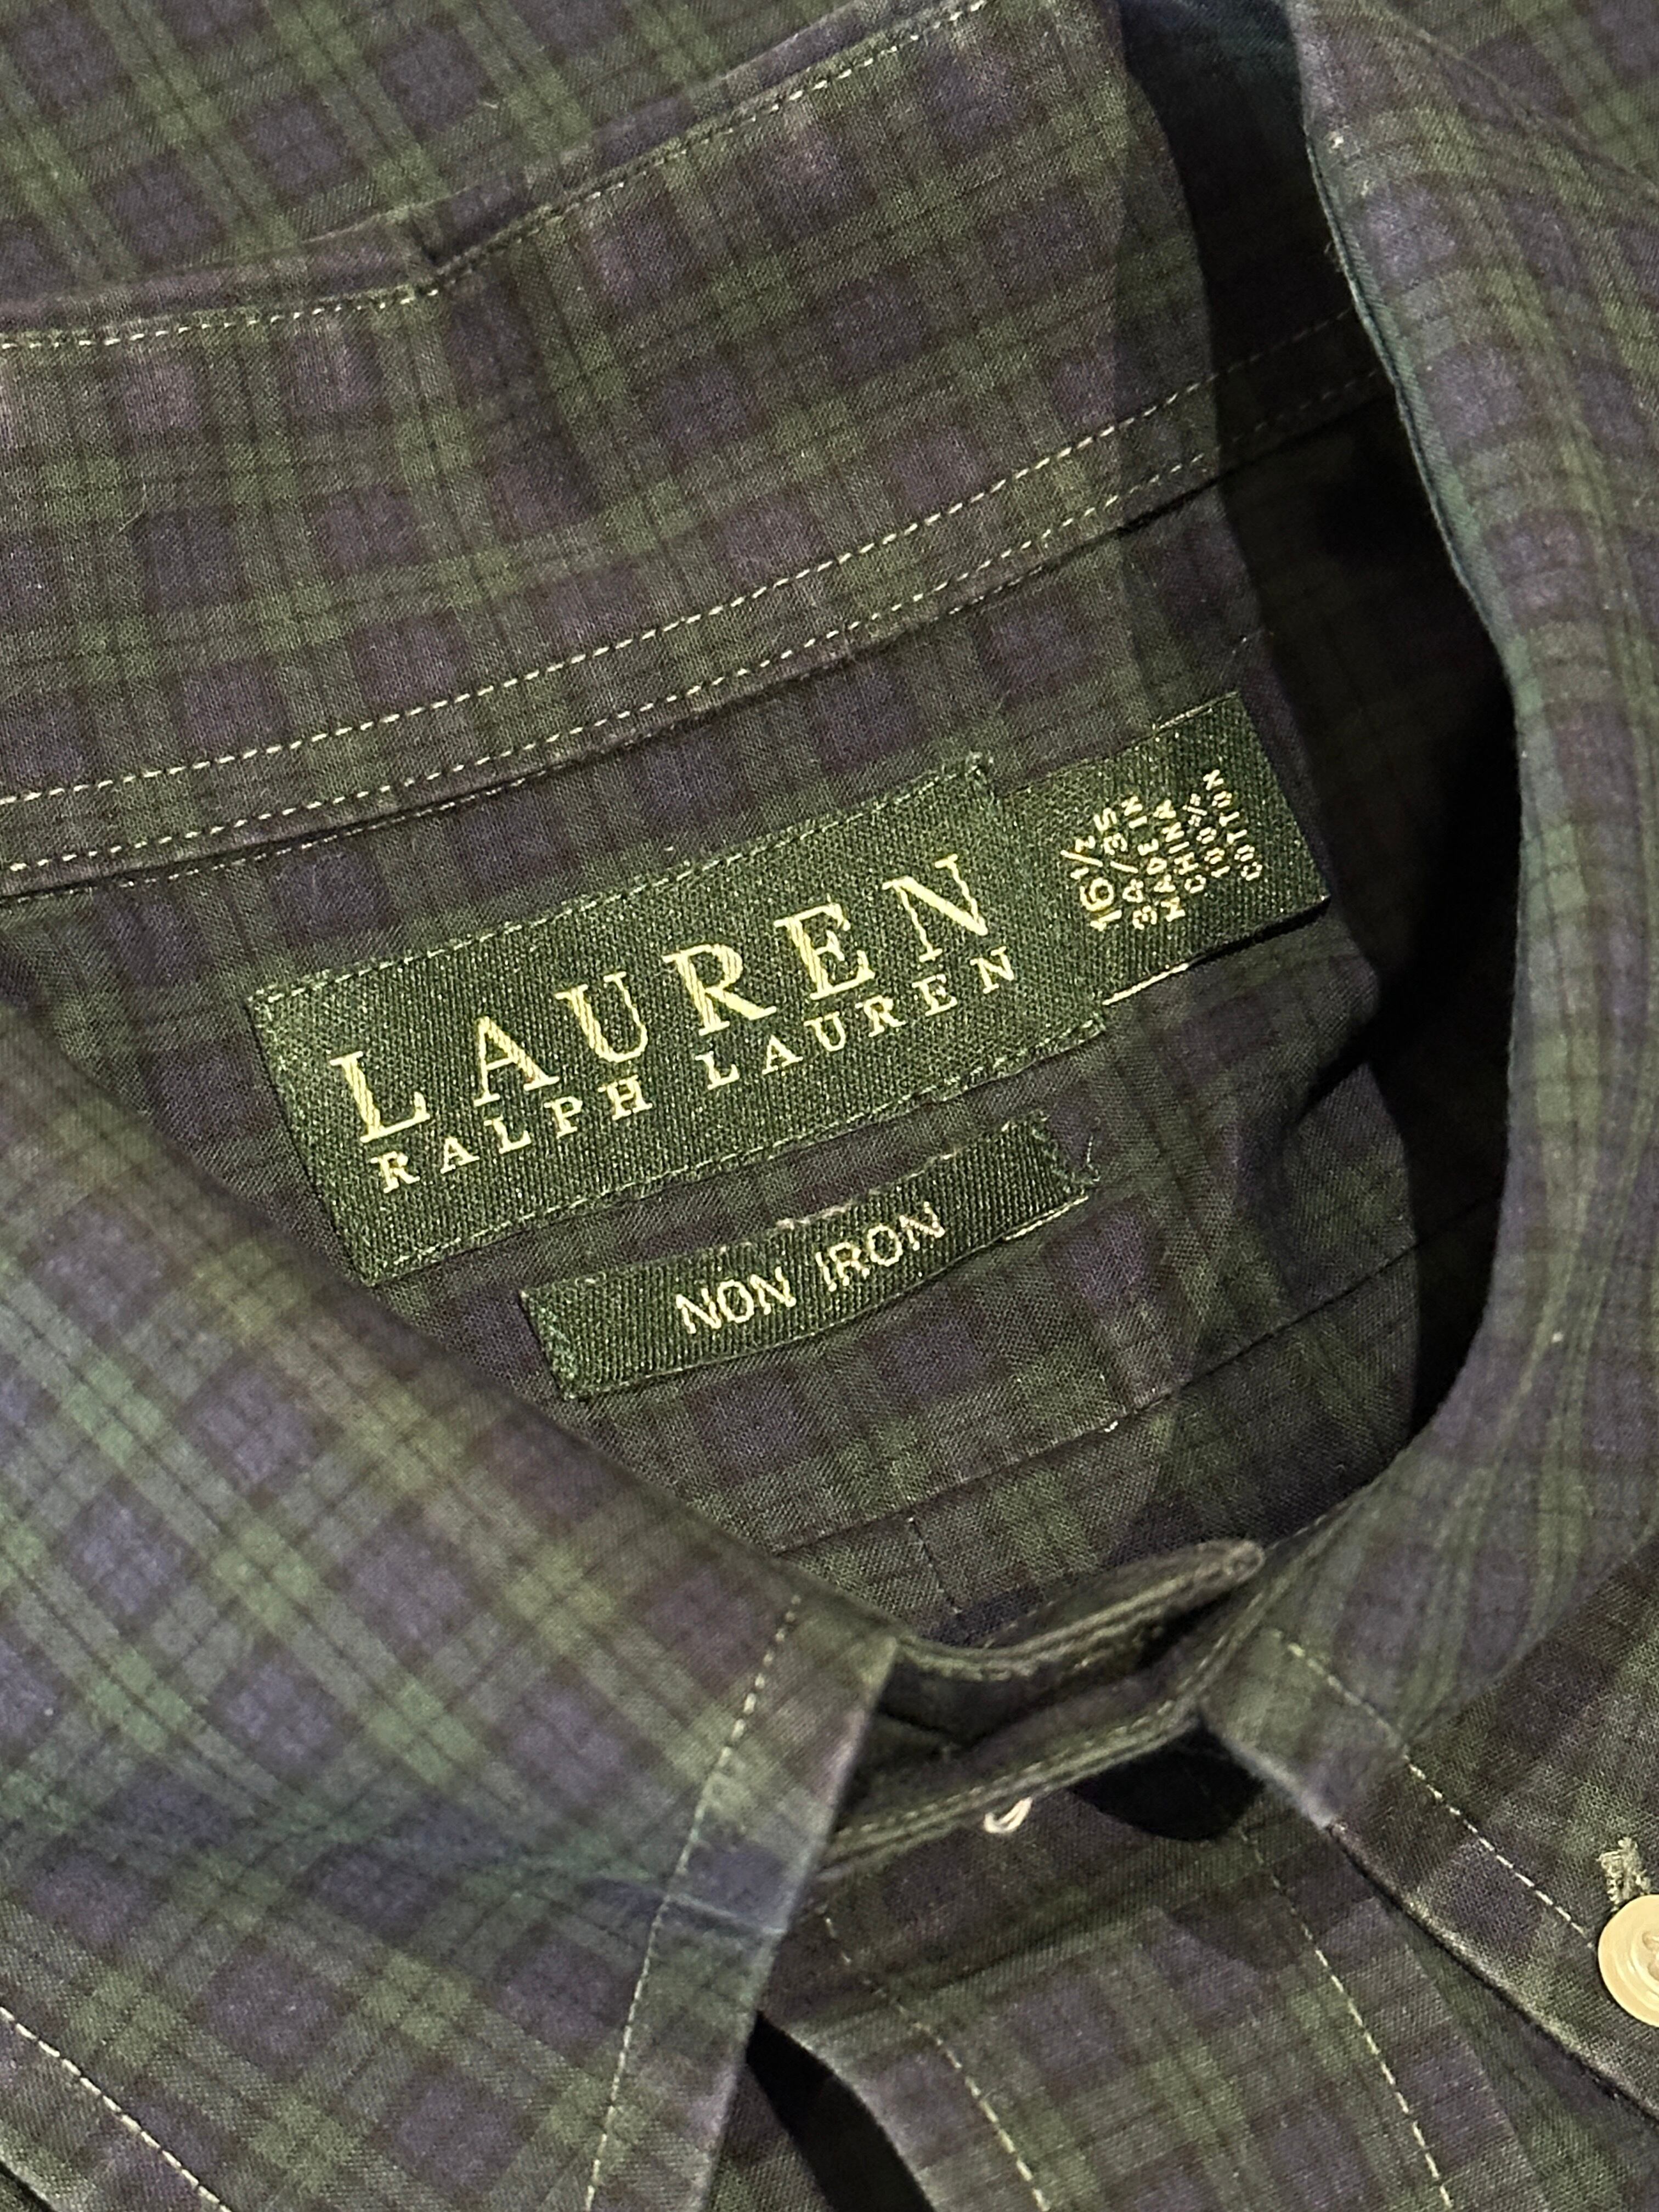 LAUREN
RALPH LAUREN
16½
34/35
MADE IN
CHINA
100%
COTTON
NON IRON